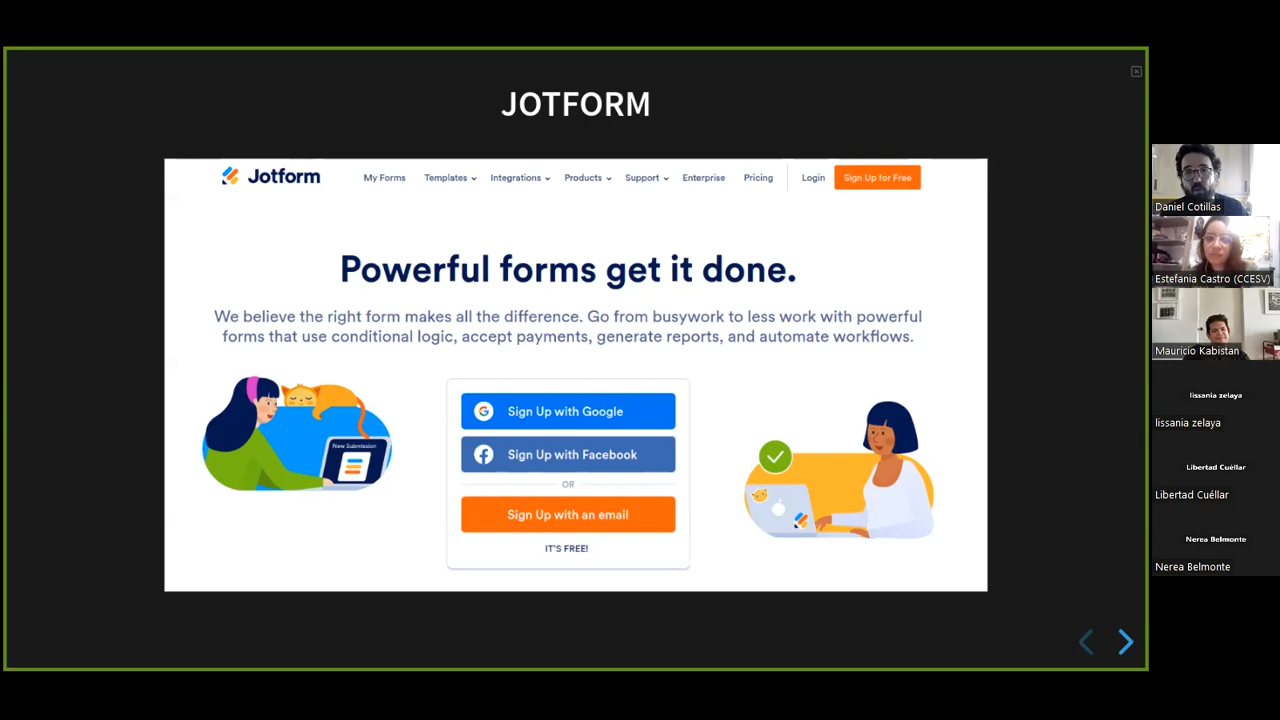 JOTFORM
Jotform
My Forms Templates Integrations Products Support Enterprise Pricing Login Sign Up for Free
Powerful forms get it done.
We believe the right form makes all the difference. Go from busywork to less work with powerful
forms that use conditional logic, accept payments, generate reports, and automate workflows.
New Submission
Sign Up with Google
Sign Up with Facebook
OR
Sign Up with an email
IT'S FREE!
Daniel Cotillas
Estefania Castro (CCESV)
Mauricio Kabistan
lissania zelaya
lissania zelaya
Libertad Cuéllar
Libertad Cuéllar
Nerea Belmonte
Nerea Belmonte